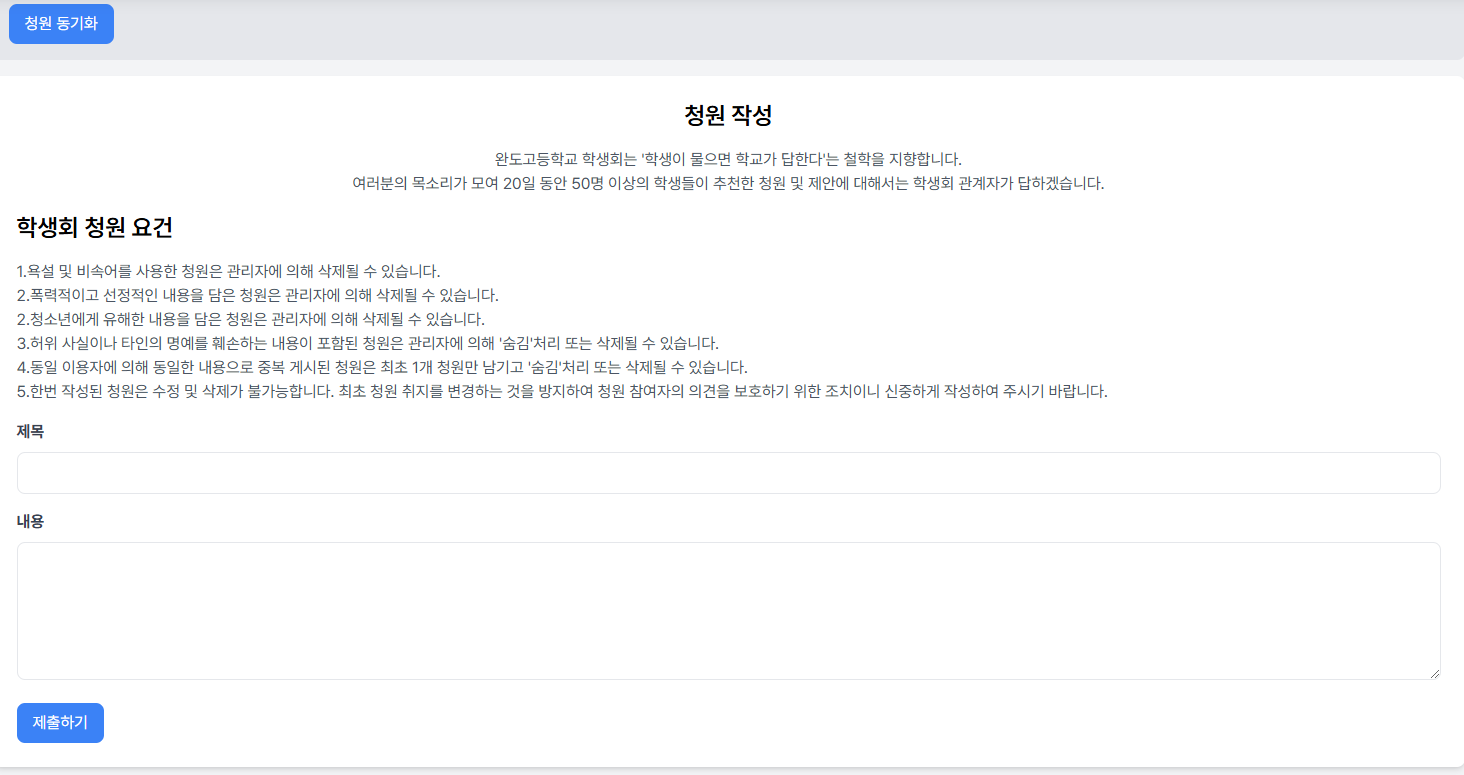 청원 동기화
청원 작성
완도고등학교 학생회는 '학생이 물으면 학교가 답한다'는 철학을 지향합니다.
여러분의 목소리가 모여 20일 동안 50명 이상의 학생들이 추천한 청원 및 제안에 대해서는 학생회 관계자가 답하겠습니다.
학생회 청원 요건
1.욕설 및 비속어를 사용한 청원은 관리자에 의해 삭제될 수 있습니다.
2.폭력적이고 선정적인 내용을 담은 청원은 관리자에 의해 삭제될 수 있습니다.
2.청소년에게 유해한 내용을 담은 청원은 관리자에 의해 삭제될 수 있습니다.
3.허위 사실이나 타인의 명예를 훼손하는 내용이 포함된 청원은 관리자에 의해 '숨김'처리 또는 삭제될 수 있습니다.
4.동일 이용자에 의해 동일한 내용으로 중복 게시된 청원은 최초 1개 청원만 남기고 '숨김'처리 또는 삭제될 수 있습니다.
5.한번 작성된 청원은 수정 및 삭제가 불가능합니다. 최초 청원 취지를 변경하는 것을 방지하여 청원 참여자의 의견을 보호하기 위한 조치이니 신중하게 작성하여 주시기 바랍니다.
제목
내용
제출하기